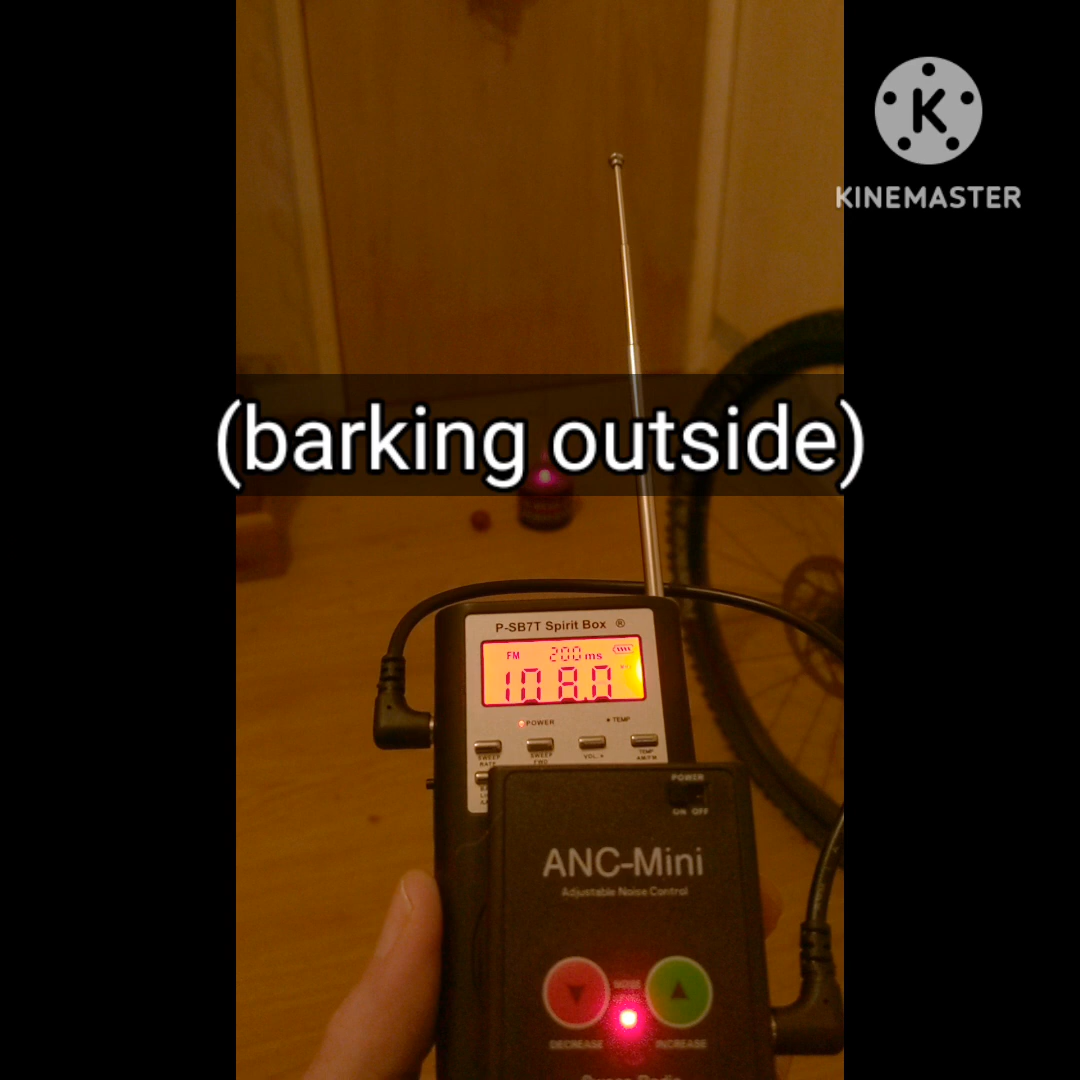 K
KINEMASTER
(barking outside)
P-SB7T Spirit Box ®
FM 200 ms
108.0
POWER
TEMP
SWEEP
RATE
SWEEP
FWD
VOL +
TEMP
AM/FM
POWER
ON OFF
ANC-Mini
Adjustable Noise Control
NOISE
DECREASE
INCREASE